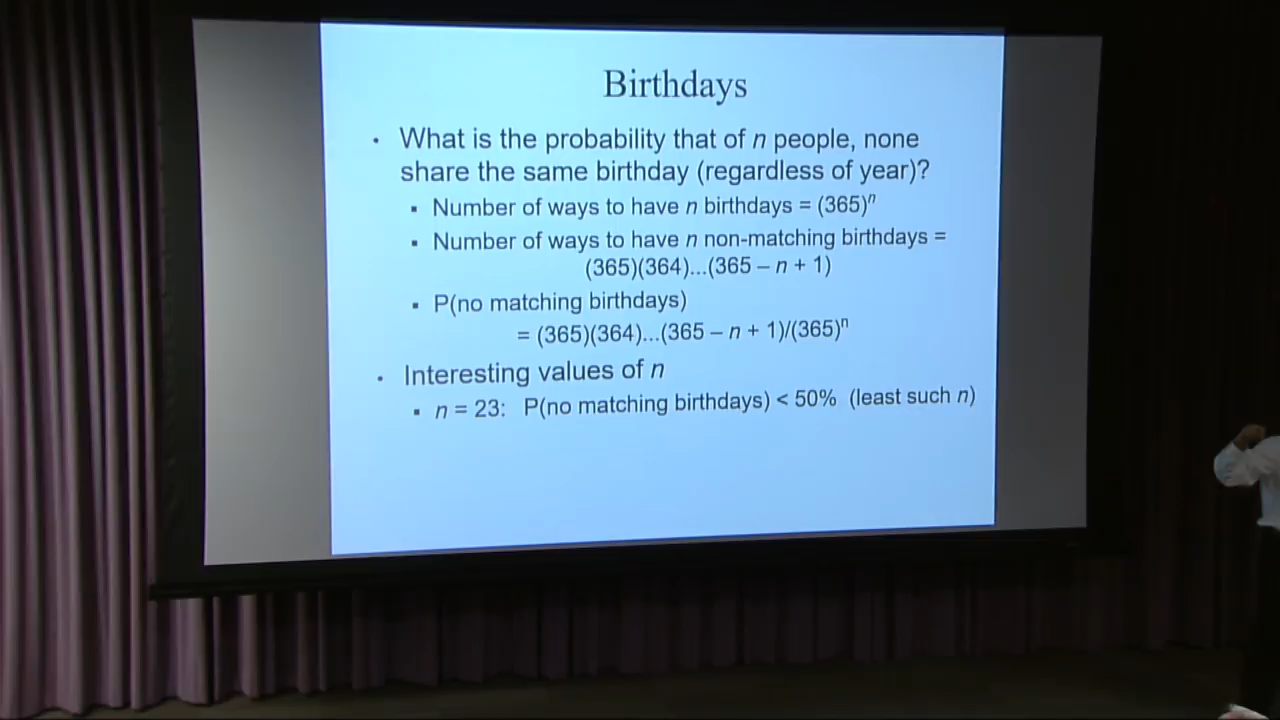 Birthdays
• What is the probability that of n people, none
share the same birthday (regardless of year)?
▪ Number of ways to have n birthdays = (365)ⁿ
▪ Number of ways to have n non-matching birthdays =
(365)(364)...(365 – n + 1)
▪ P(no matching birthdays)
= (365)(364)...(365 – n + 1)/(365)ⁿ
• Interesting values of n
▪ n = 23: P(no matching birthdays) < 50% (least such n)